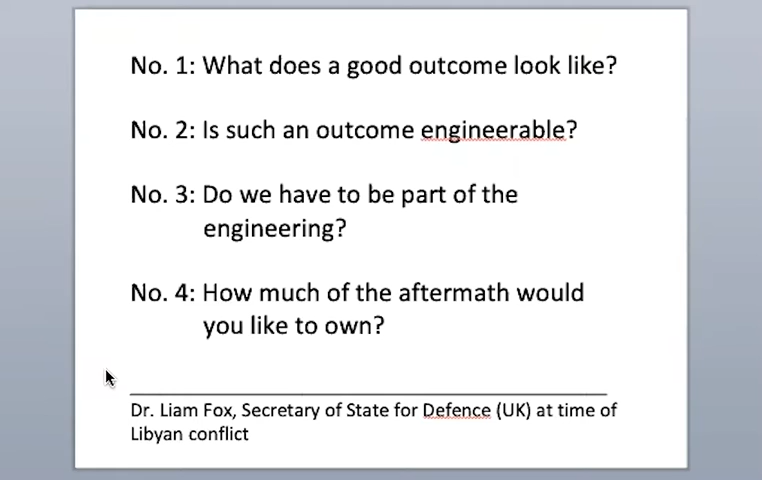 No. 1: What does a good outcome look like?
No. 2: Is such an outcome engineerable?
No. 3: Do we have to be part of the
engineering?
No. 4: How much of the aftermath would
you like to own?
Dr. Liam Fox, Secretary of State for Defence (UK) at time of
Libyan conflict